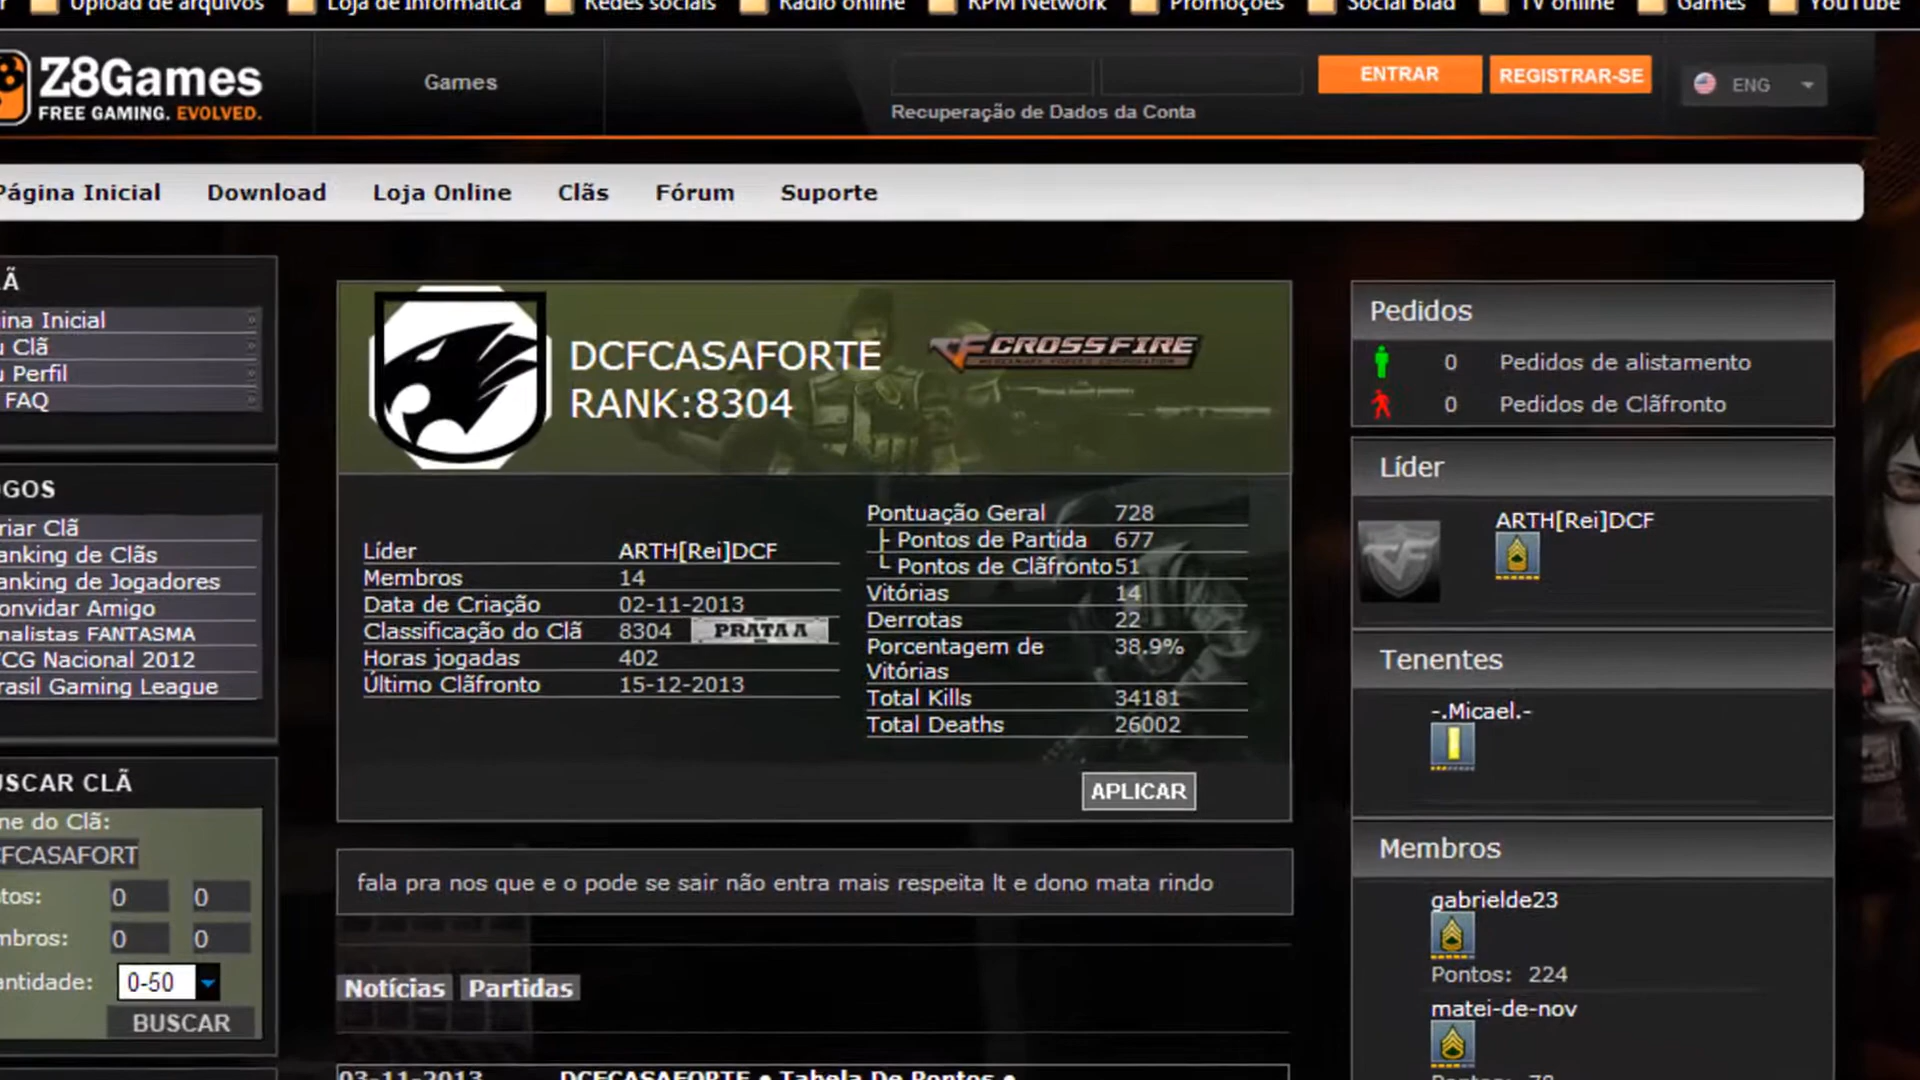 Upload de arquivos
Loja de Informatica
Redes sociais
Radio online
RPM Network
Promoções
Social Blad
TV online
Games
YouTube
Z8Games
FREE GAMING. EVOLVED.
Games
ENTRAR
REGISTRAR-SE
ENG
Recuperação de Dados da Conta
Página Inicial Download Loja Online Clãs Fórum Suporte
Ã
ina Inicial
Clã
Perfil
FAQ
OGOS
riar Clã
anking de Clãs
anking de Jogadores
onvidar Amigo
nalistas FANTASMA
CG Nacional 2012
rasil Gaming League
USCAR CLÃ
me do Clã:
CFCASAFORT
tos: 0 0
mbros: 0 0
antidade: 0-50
BUSCAR
DCFCASAFORTE
RANK:8304
CROSSFIRE
Líder ARTH[Rei]DCF
Membros 14
Data de Criação 02-11-2013
Classificação do Clã 8304 PRATA A
Horas jogadas 402
Último Clãfronto 15-12-2013
Pontuação Geral 728
Pontos de Partida 677
Pontos de Clãfronto 51
Vitórias 14
Derrotas 22
Porcentagem de 38.9%
Vitórias
Total Kills 34181
Total Deaths 26002
APLICAR
fala pra nos que e o pode se sair não entra mais respeita lt e dono mata rindo
Notícias Partidas
03-11-2013 DCFCASAFORTE • Tabela De Pontos •
Pedidos
0 Pedidos de alistamento
0 Pedidos de Clãfronto
Líder
ARTH[Rei]DCF
Tenentes
-.Micael.-
Membros
gabrielde23
Pontos: 224
matei-de-nov